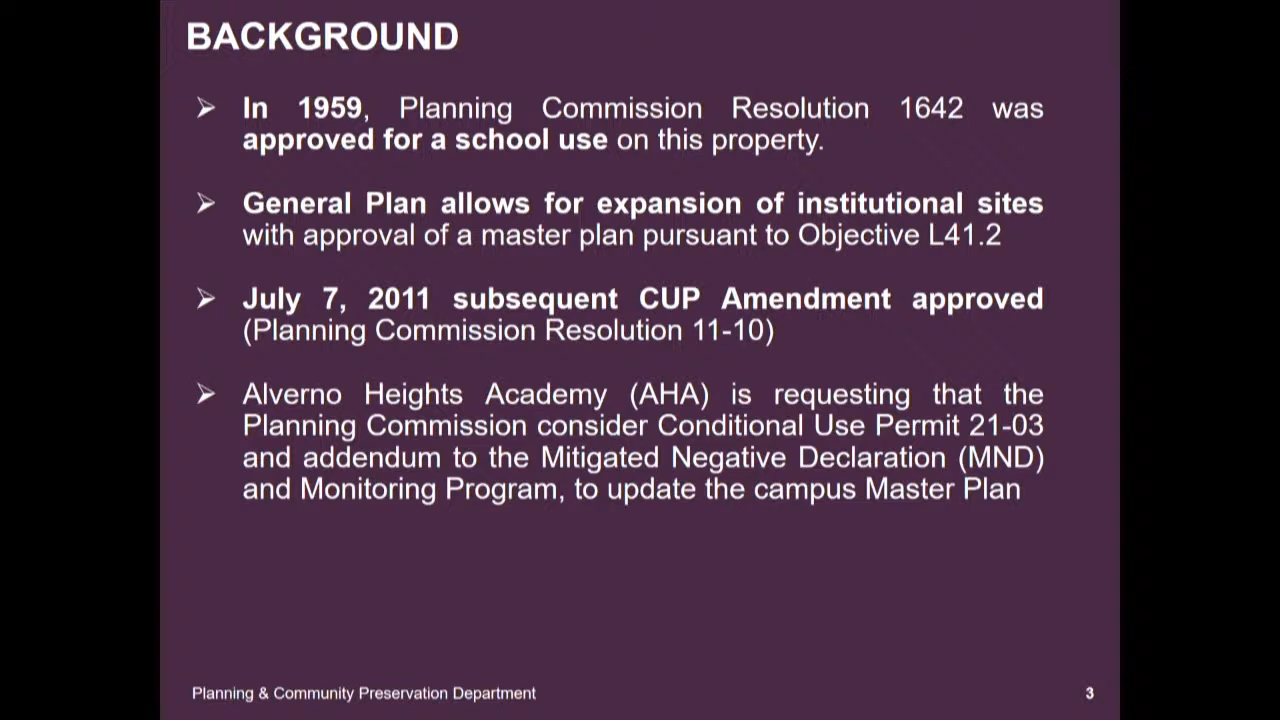 BACKGROUND
➢ In 1959, Planning Commission Resolution 1642 was
approved for a school use on this property.
➢ General Plan allows for expansion of institutional sites
with approval of a master plan pursuant to Objective L41.2
➢ July 7, 2011 subsequent CUP Amendment approved
(Planning Commission Resolution 11-10)
➢ Alverno Heights Academy (AHA) is requesting that the
Planning Commission consider Conditional Use Permit 21-03
and addendum to the Mitigated Negative Declaration (MND)
and Monitoring Program, to update the campus Master Plan
Planning & Community Preservation Department
3